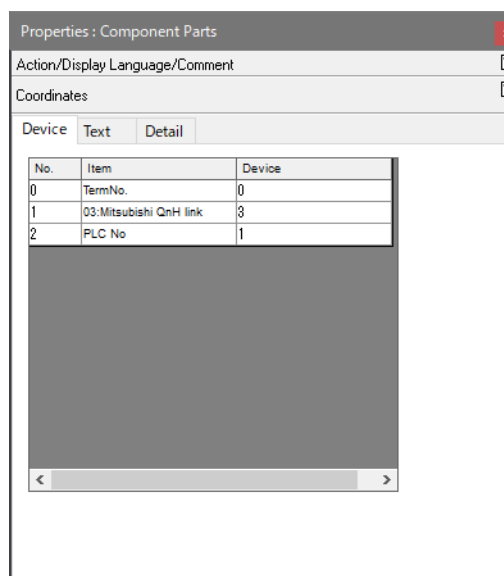 Properties : Component Parts
Action/Display Language/Comment
Coordinates
Device Text Detail
No. Item Device
0 TermNo. 0
1 03:Mitsubishi QnH link 3
2 PLC No 1